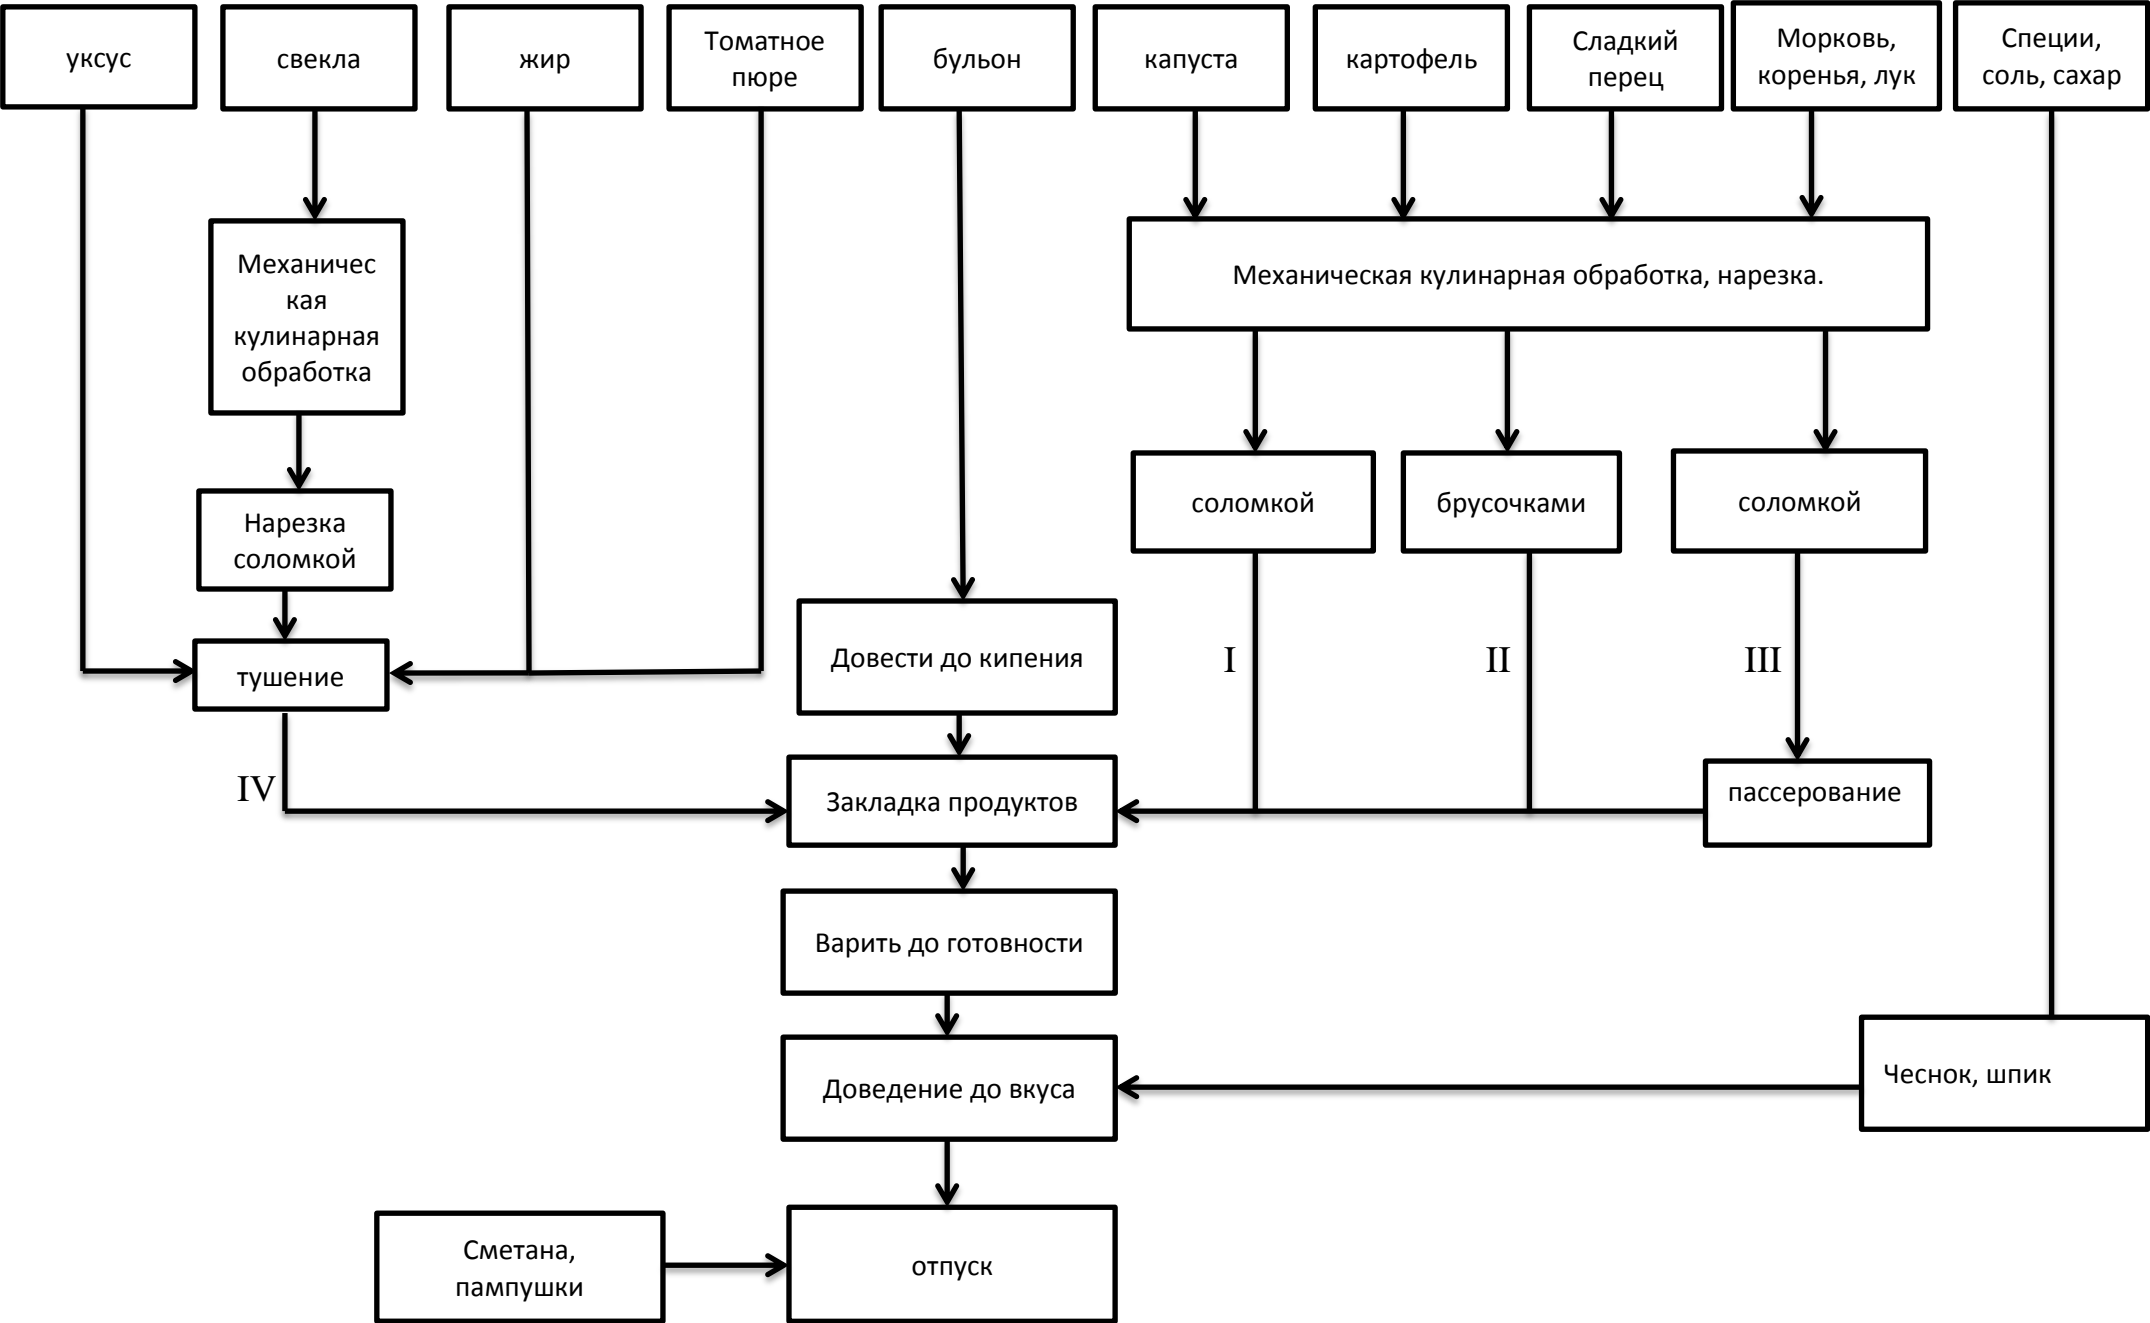 уксус
свекла
жир
Томатное
пюре
бульон
капуста
картофель
Сладкий
перец
Морковь,
коренья, лук
Специи,
соль, сахар
Механичес
кая
кулинарная
обработка
Механическая кулинарная обработка, нарезка.
соломкой
брусочками
соломкой
Нарезка
соломкой
тушение
Довести до кипения
I
II
III
IV
Закладка продуктов
пассерование
Варить до готовности
Доведение до вкуса
Чеснок, шпик
Сметана,
пампушки
отпуск